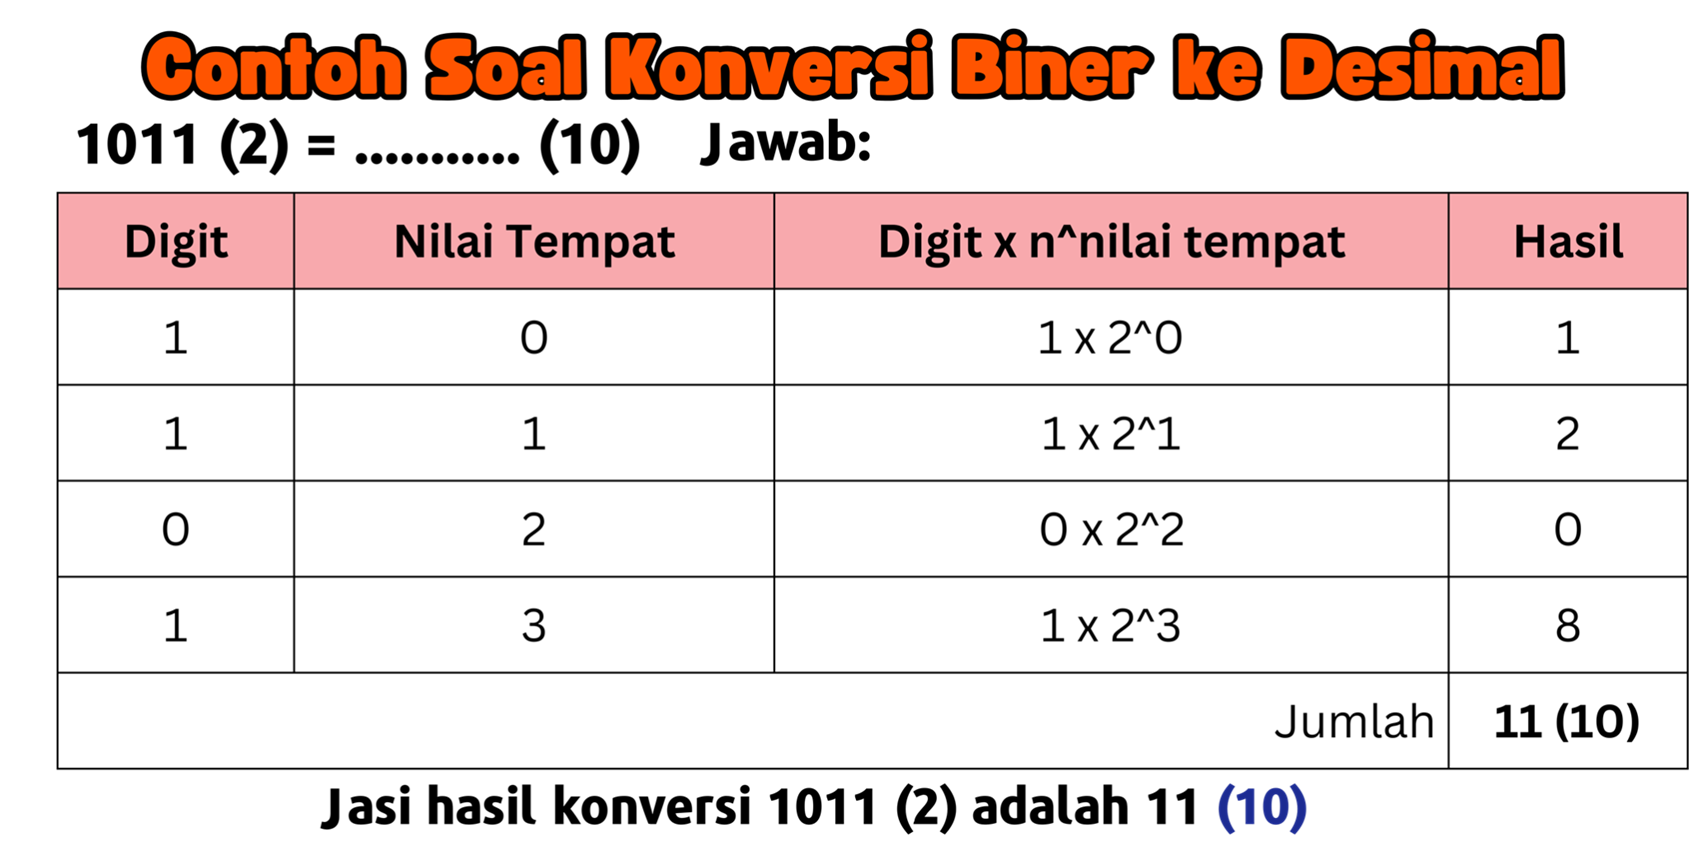 Contoh Soal Konversi Biner ke Desimal
1011 (2) = ........... (10) Jawab:
Digit Nilai Tempat Digit x n^nilai tempat Hasil
1 0 1 x 2^0 1
1 1 1 x 2^1 2
0 2 0 x 2^2 0
1 3 1 x 2^3 8
Jumlah 11 (10)
Jasi hasil konversi 1011 (2) adalah 11 (10)